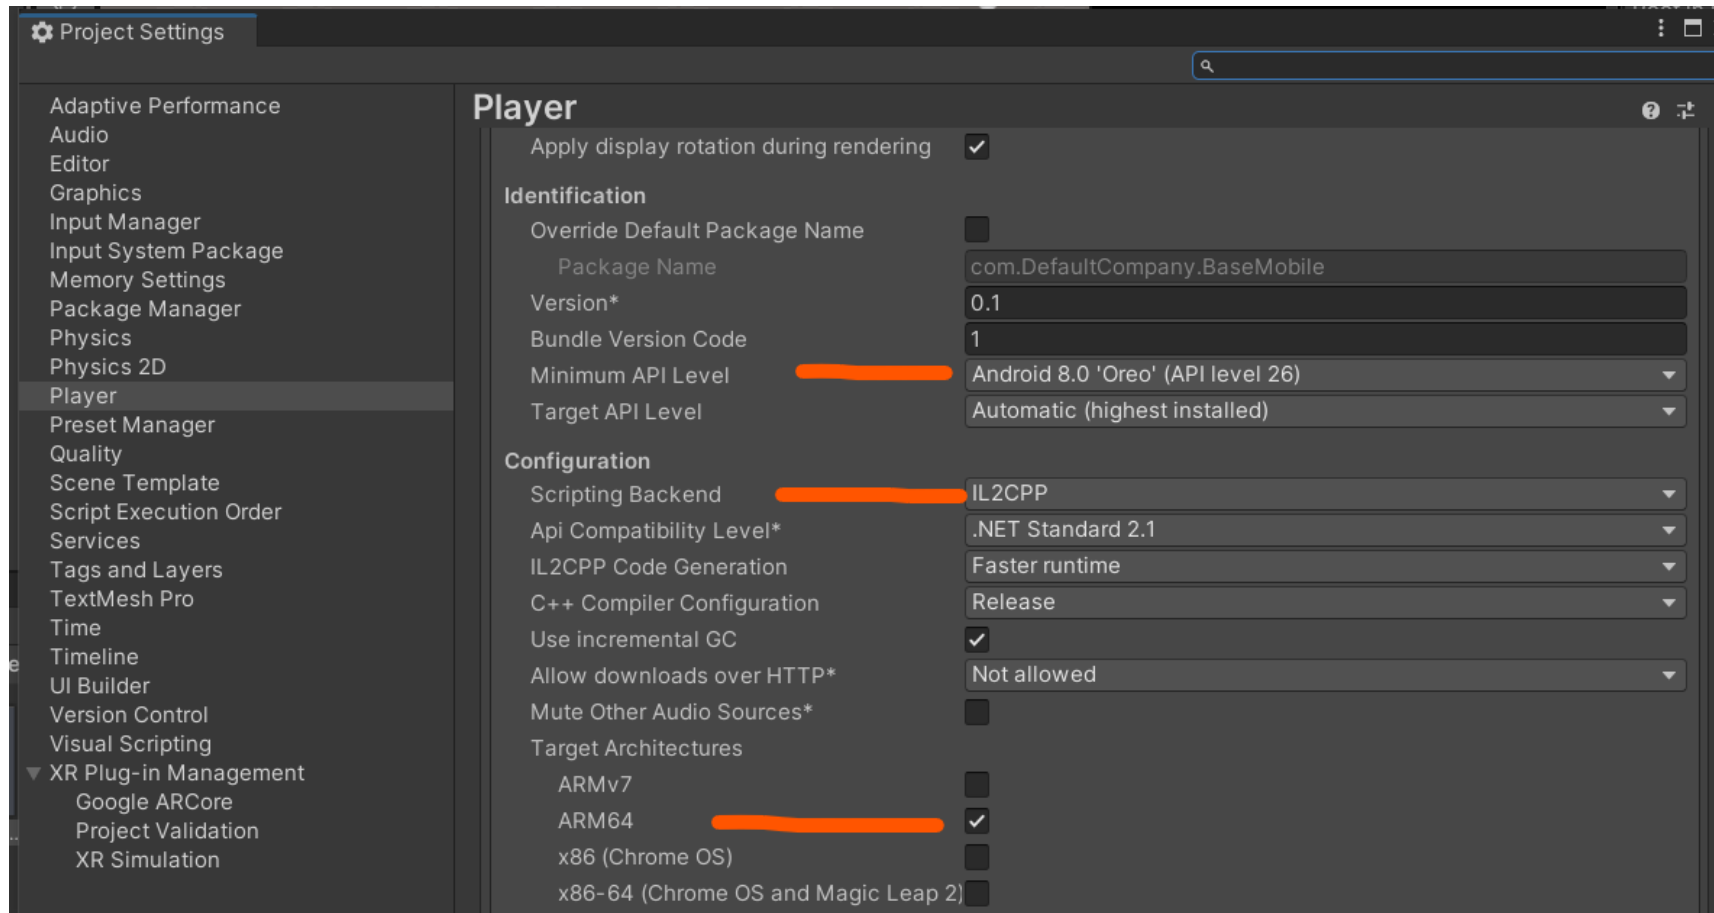 Project Settings
Adaptive Performance
Audio
Editor
Graphics
Input Manager
Input System Package
Memory Settings
Package Manager
Physics
Physics 2D
Player
Preset Manager
Quality
Scene Template
Script Execution Order
Services
Tags and Layers
TextMesh Pro
Time
Timeline
UI Builder
Version Control
Visual Scripting
XR Plug-in Management
Google ARCore
Project Validation
XR Simulation
Player
Apply display rotation during rendering
Identification
Override Default Package Name
Package Name com.DefaultCompany.BaseMobile
Version* 0.1
Bundle Version Code 1
Minimum API Level Android 8.0 'Oreo' (API level 26)
Target API Level Automatic (highest installed)
Configuration
Scripting Backend IL2CPP
Api Compatibility Level* .NET Standard 2.1
IL2CPP Code Generation Faster runtime
C++ Compiler Configuration Release
Use incremental GC
Allow downloads over HTTP* Not allowed
Mute Other Audio Sources*
Target Architectures
ARMv7
ARM64
x86 (Chrome OS)
x86-64 (Chrome OS and Magic Leap 2)